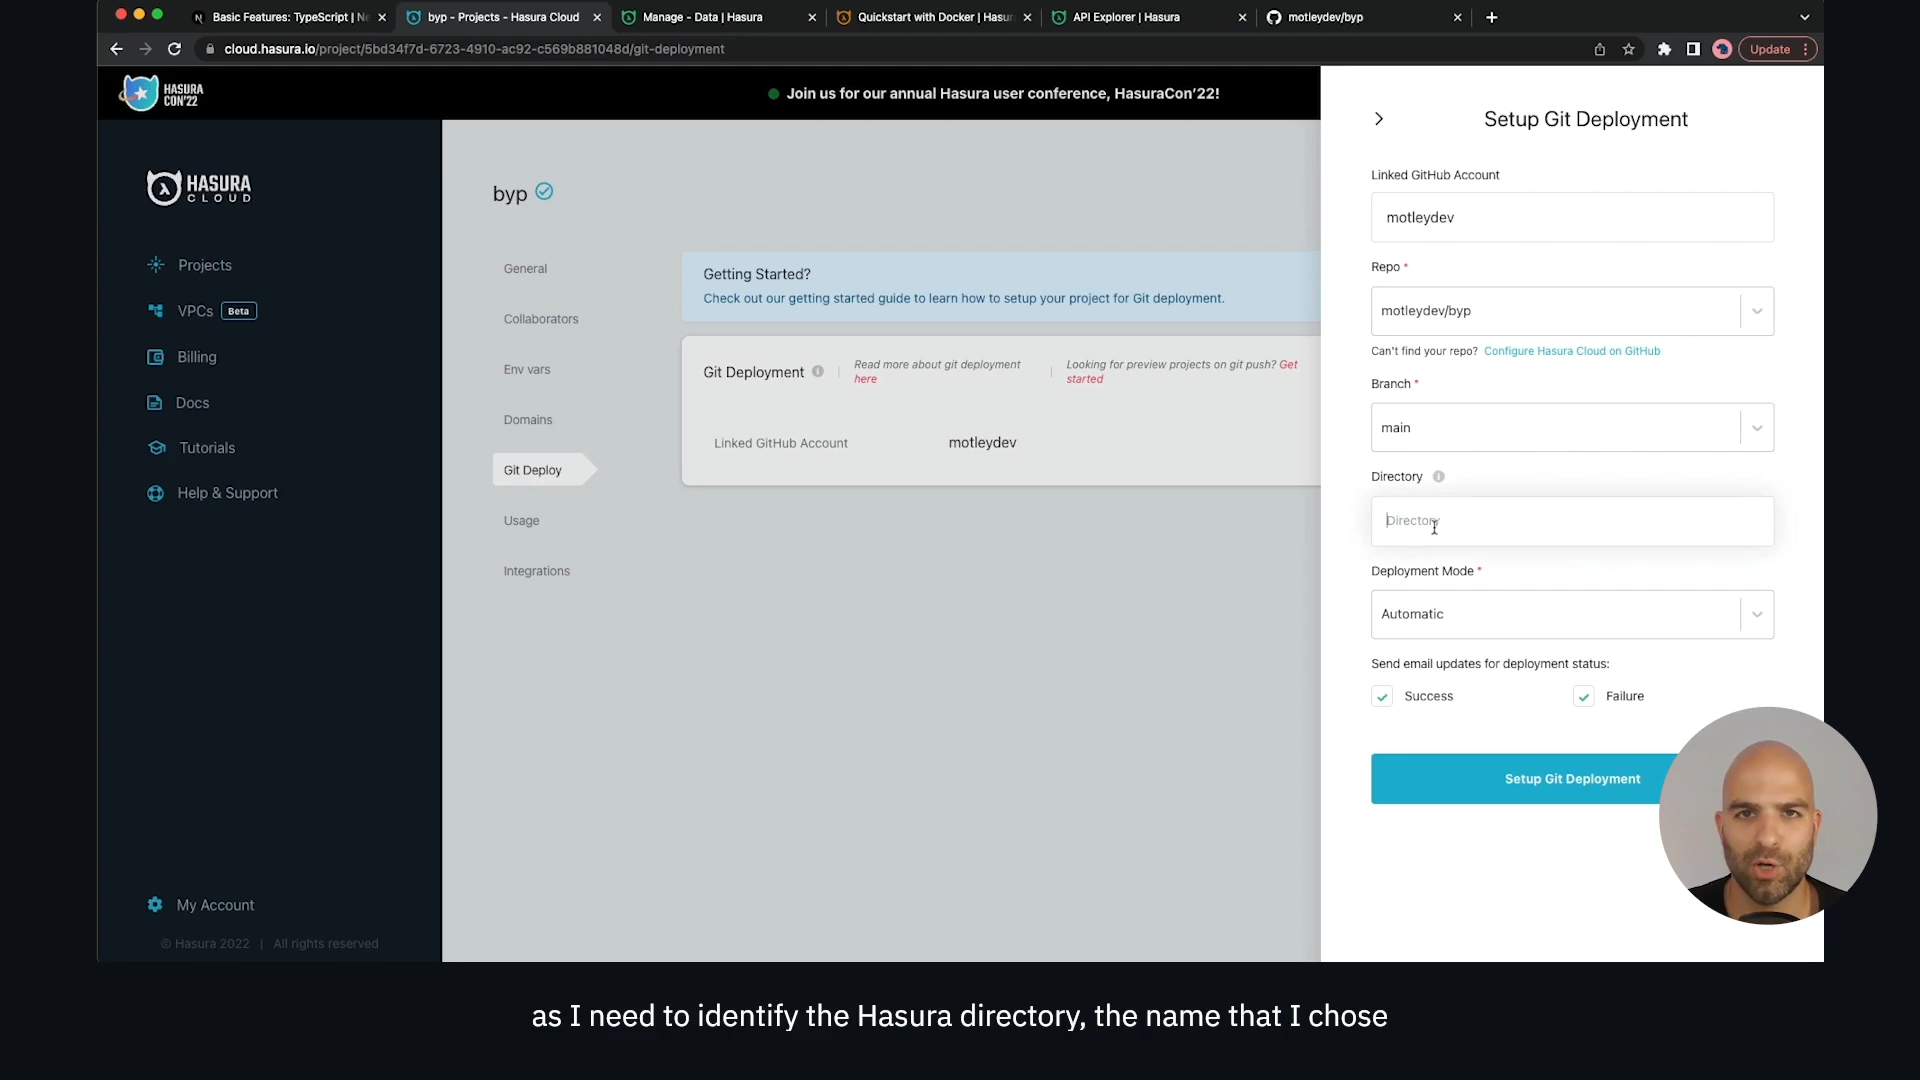 Basic Features: TypeScript | Ne
byp - Projects - Hasura Cloud
Manage - Data | Hasura
Quickstart with Docker | Hasur
API Explorer | Hasura
motleydev/byp
cloud.hasura.io/project/5bd34f7d-6723-4910-ac92-c569b881048d/git-deployment
Update
HASURA
CON'22
Join us for our annual Hasura user conference, HasuraCon'22!
HASURA
CLOUD
Projects
VPCs Beta
Billing
Docs
Tutorials
Help & Support
My Account
© Hasura 2022 | All rights reserved
byp
General
Collaborators
Env vars
Domains
Git Deploy
Usage
Integrations
Getting Started?
Check out our getting started guide to learn how to setup your project for Git deployment.
Git Deployment
Read more about git deployment
here
Looking for preview projects on git push? Get
started
Linked GitHub Account motleydev
Setup Git Deployment
Linked GitHub Account
motleydev
Repo *
motleydev/byp
Can't find your repo? Configure Hasura Cloud on GitHub
Branch *
main
Directory
Directory
Deployment Mode *
Automatic
Send email updates for deployment status:
Success Failure
Setup Git Deployment
as I need to identify the Hasura directory, the name that I chose